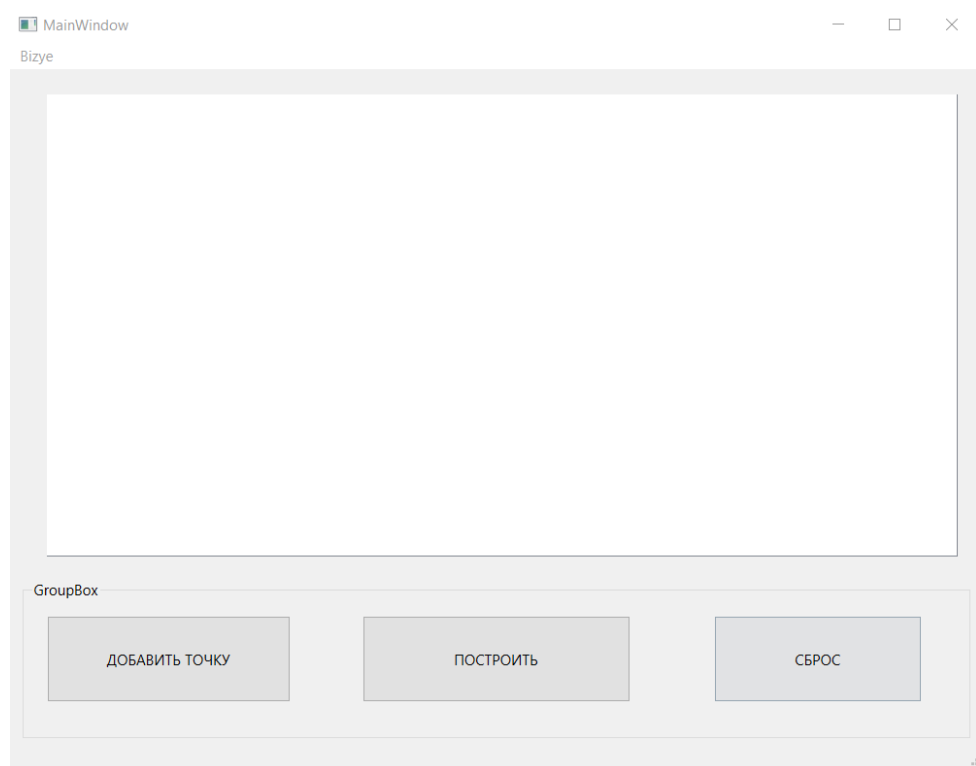 MainWindow
Bizye
GroupBox
ДОБАВИТЬ ТОЧКУ
ПОСТРОИТЬ
СБРОС